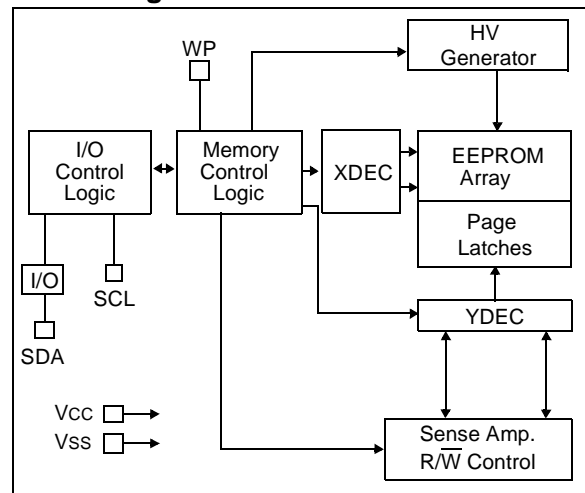 WP
HV
Generator
I/O
Control
Logic
Memory
Control
Logic
XDEC
EEPROM
Array
Page
Latches
I/O
SCL
SDA
YDEC
VCC
VSS
Sense Amp.
R/W̅ Control